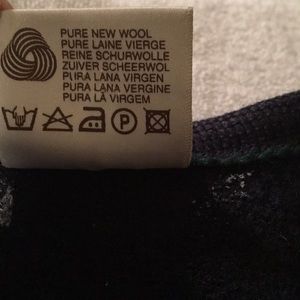 PURE NEW WOOL
PURE LAINE VIERGE
REINE SCHURWOLLE
ZUIVER SCHEERWOL
PURA LANA VIRGEN
PURA LANA VERGINE
PURA LÃ VIRGEM
P